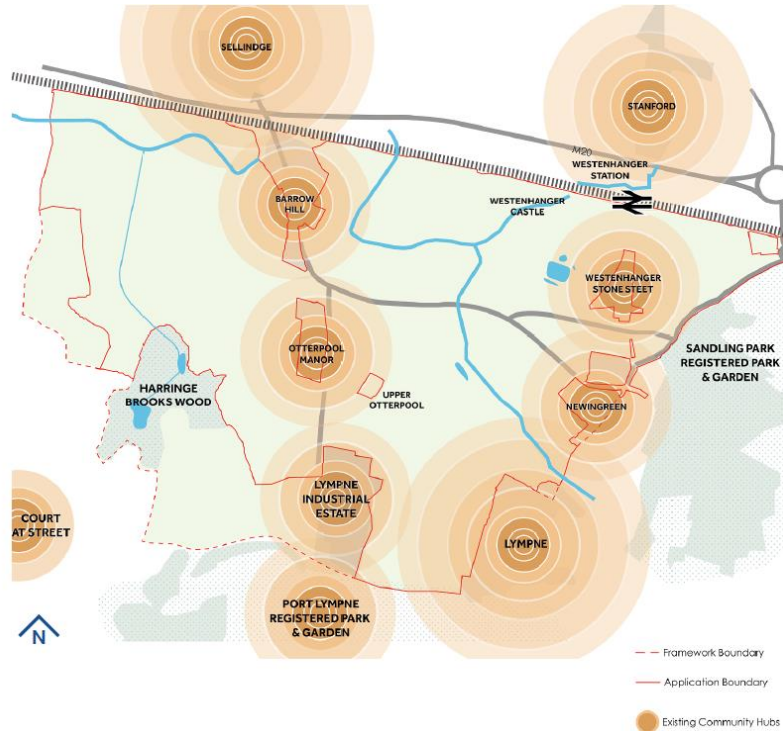 SELLINDGE
STANFORD
M20
WESTENHANGER
STATION
BARROW
HILL
WESTENHANGER
CASTLE
WESTENHANGER
STONE STEET
OTTERPOOL
MANOR
SANDLING PARK
REGISTERED PARK
& GARDEN
HARRINGE
BROOKS WOOD
UPPER
OTTERPOOL
NEWINGREEN
LYMPNE
INDUSTRIAL
ESTATE
COURT
AT STREET
LYMPNE
PORT LYMPNE
REGISTERED PARK
& GARDEN
N
Framework Boundary
Application Boundary
Existing Community Hubs